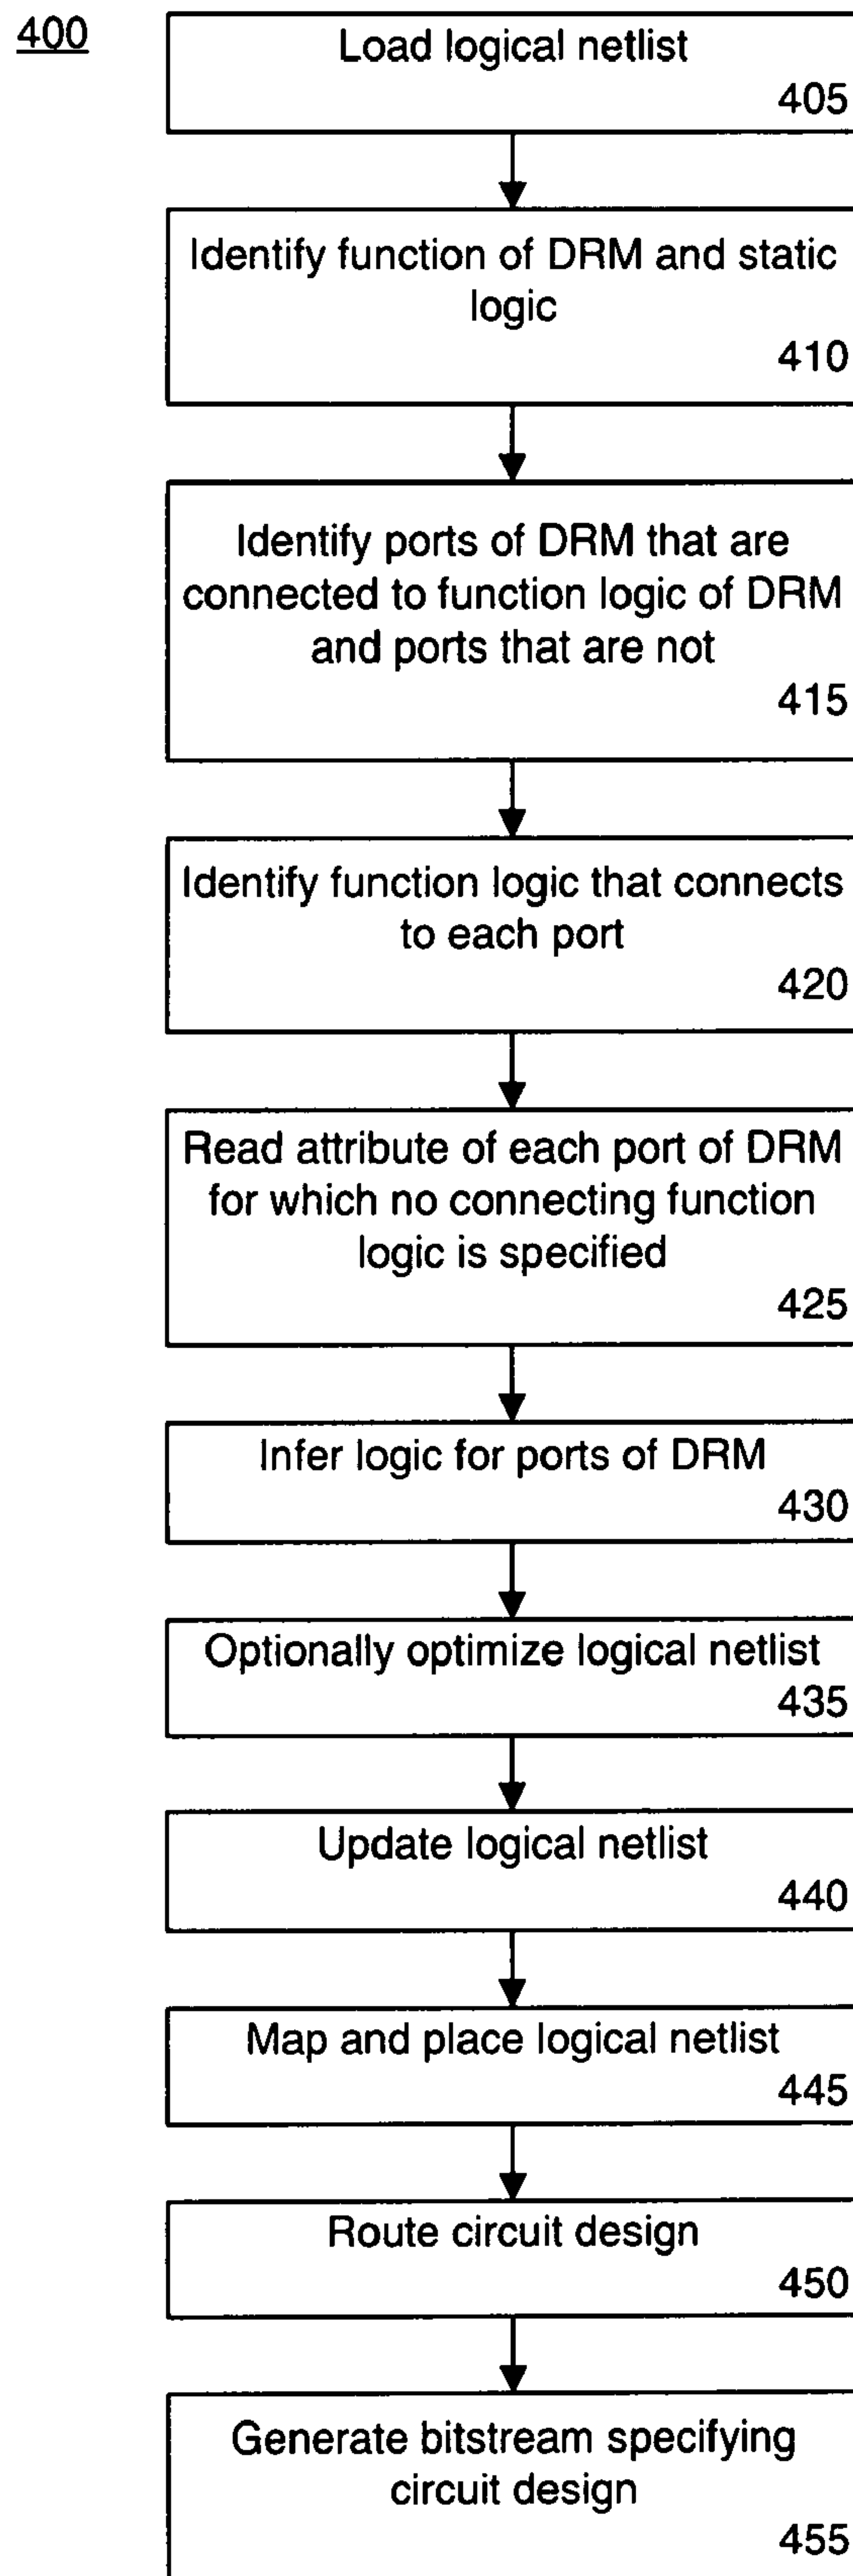 400
Load logical netlist
405
Identify function of DRM and static
logic
410
Identify ports of DRM that are
connected to function logic of DRM
and ports that are not
415
Identify function logic that connects
to each port
420
Read attribute of each port of DRM
for which no connecting function
logic is specified
425
Infer logic for ports of DRM
430
Optionally optimize logical netlist
435
Update logical netlist
440
Map and place logical netlist
445
Route circuit design
450
Generate bitstream specifying
circuit design
455